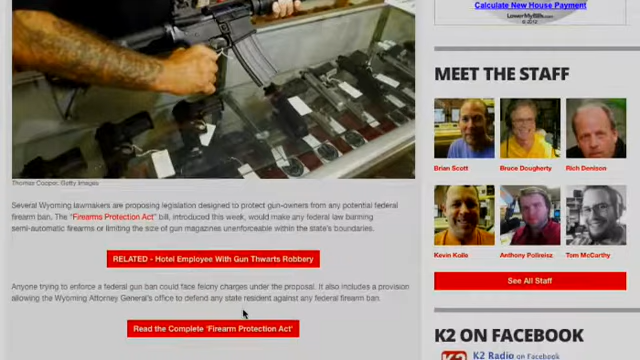 Calculate New House Payment
LowerMyBills.com
MEET THE STAFF
Brian Scott
Bruce Dougherty
Rich Denison
Thomas Cooper, Getty Images
Several Wyoming lawmakers are proposing legislation designed to protect gun-owners from any potential federal
firearm ban. The "Firearms Protection Act" bill, introduced this week, would make any federal law banning
semi-automatic firearms or limiting the size of gun magazines unenforceable within the state's boundaries.
Kevin Koile
Tom McCarthy
RELATED - Hotel Employee With Gun Thwarts Robbery
See All Staff
Anyone trying to enforce a federal gun ban could face felony charges under the proposal. It also includes a provision
allowing the Wyoming Attorney General's office to defend any state resident against any federal firearm ban.
Read the Complete 'Firearm Protection Act'
K2 ON FACEBOOK
K2 Radio on Facebook